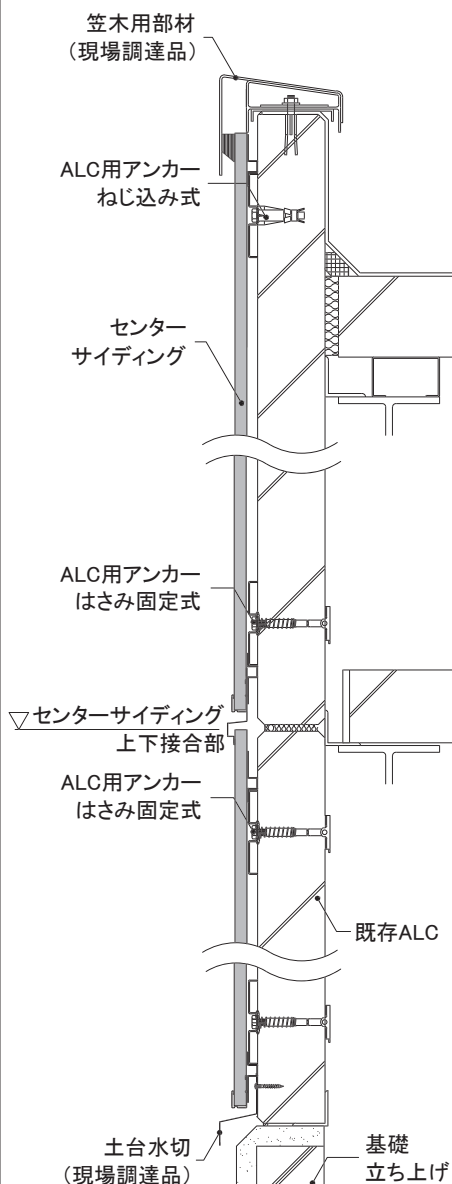 笠木用部材
（現場調達品）
ALC用アンカー
ねじ込み式
センター
サイディング
ALC用アンカー
はさみ固定式
センターサイディング
上下接合部
ALC用アンカー
はさみ固定式
既存ALC
土台水切
（現場調達品）
基礎
立ち上げ